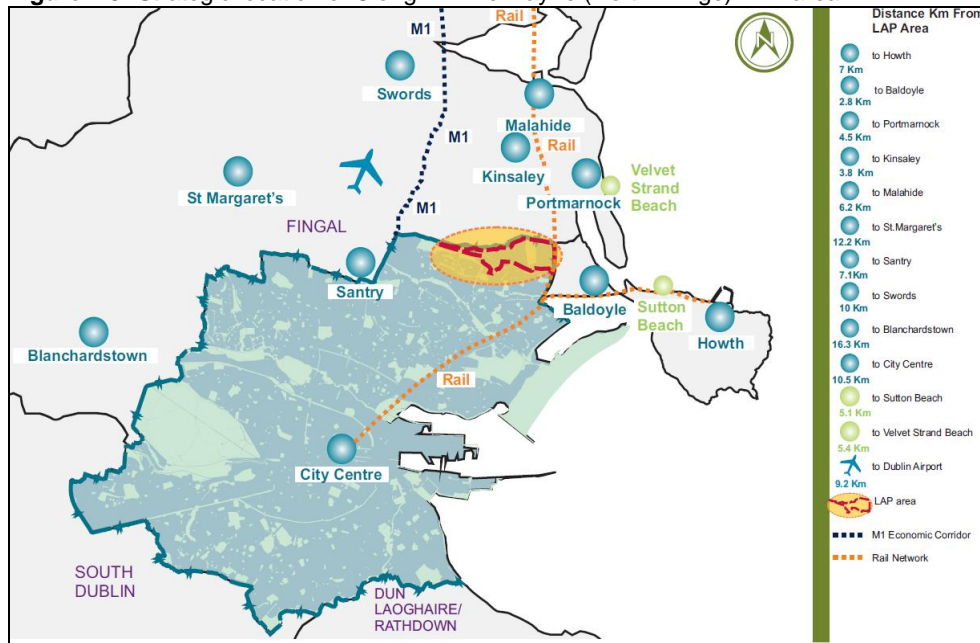 Rail
M1
Swords
M1
Malahide
Rail
Kinsaley
St Margaret's
Portmarnock
Velvet
Strand
Beach
M1
FINGAL
Santry
Baldoyle
Sutton
Beach
Howth
Blanchardstown
Rail
City Centre
SOUTH
DUBLIN
DUN
LAOGHAIRE/
RATHDOWN
Distance Km From
LAP Area
to Howth
7 Km
to Baldoyle
2.8 Km
to Portmarnock
4.5 Km
to Kinsaley
3.8 Km
to Malahide
6.2 Km
to St.Margaret's
12.2 Km
to Santry
7.1Km
to Swords
10 Km
to Blanchardstown
16.3 Km
to City Centre
10.5 Km
to Sutton Beach
5.1 Km
to Velvet Strand Beach
5.4 Km
to Dublin Airport
9.2 Km
LAP area
M1 Economic Corridor
Rail Network